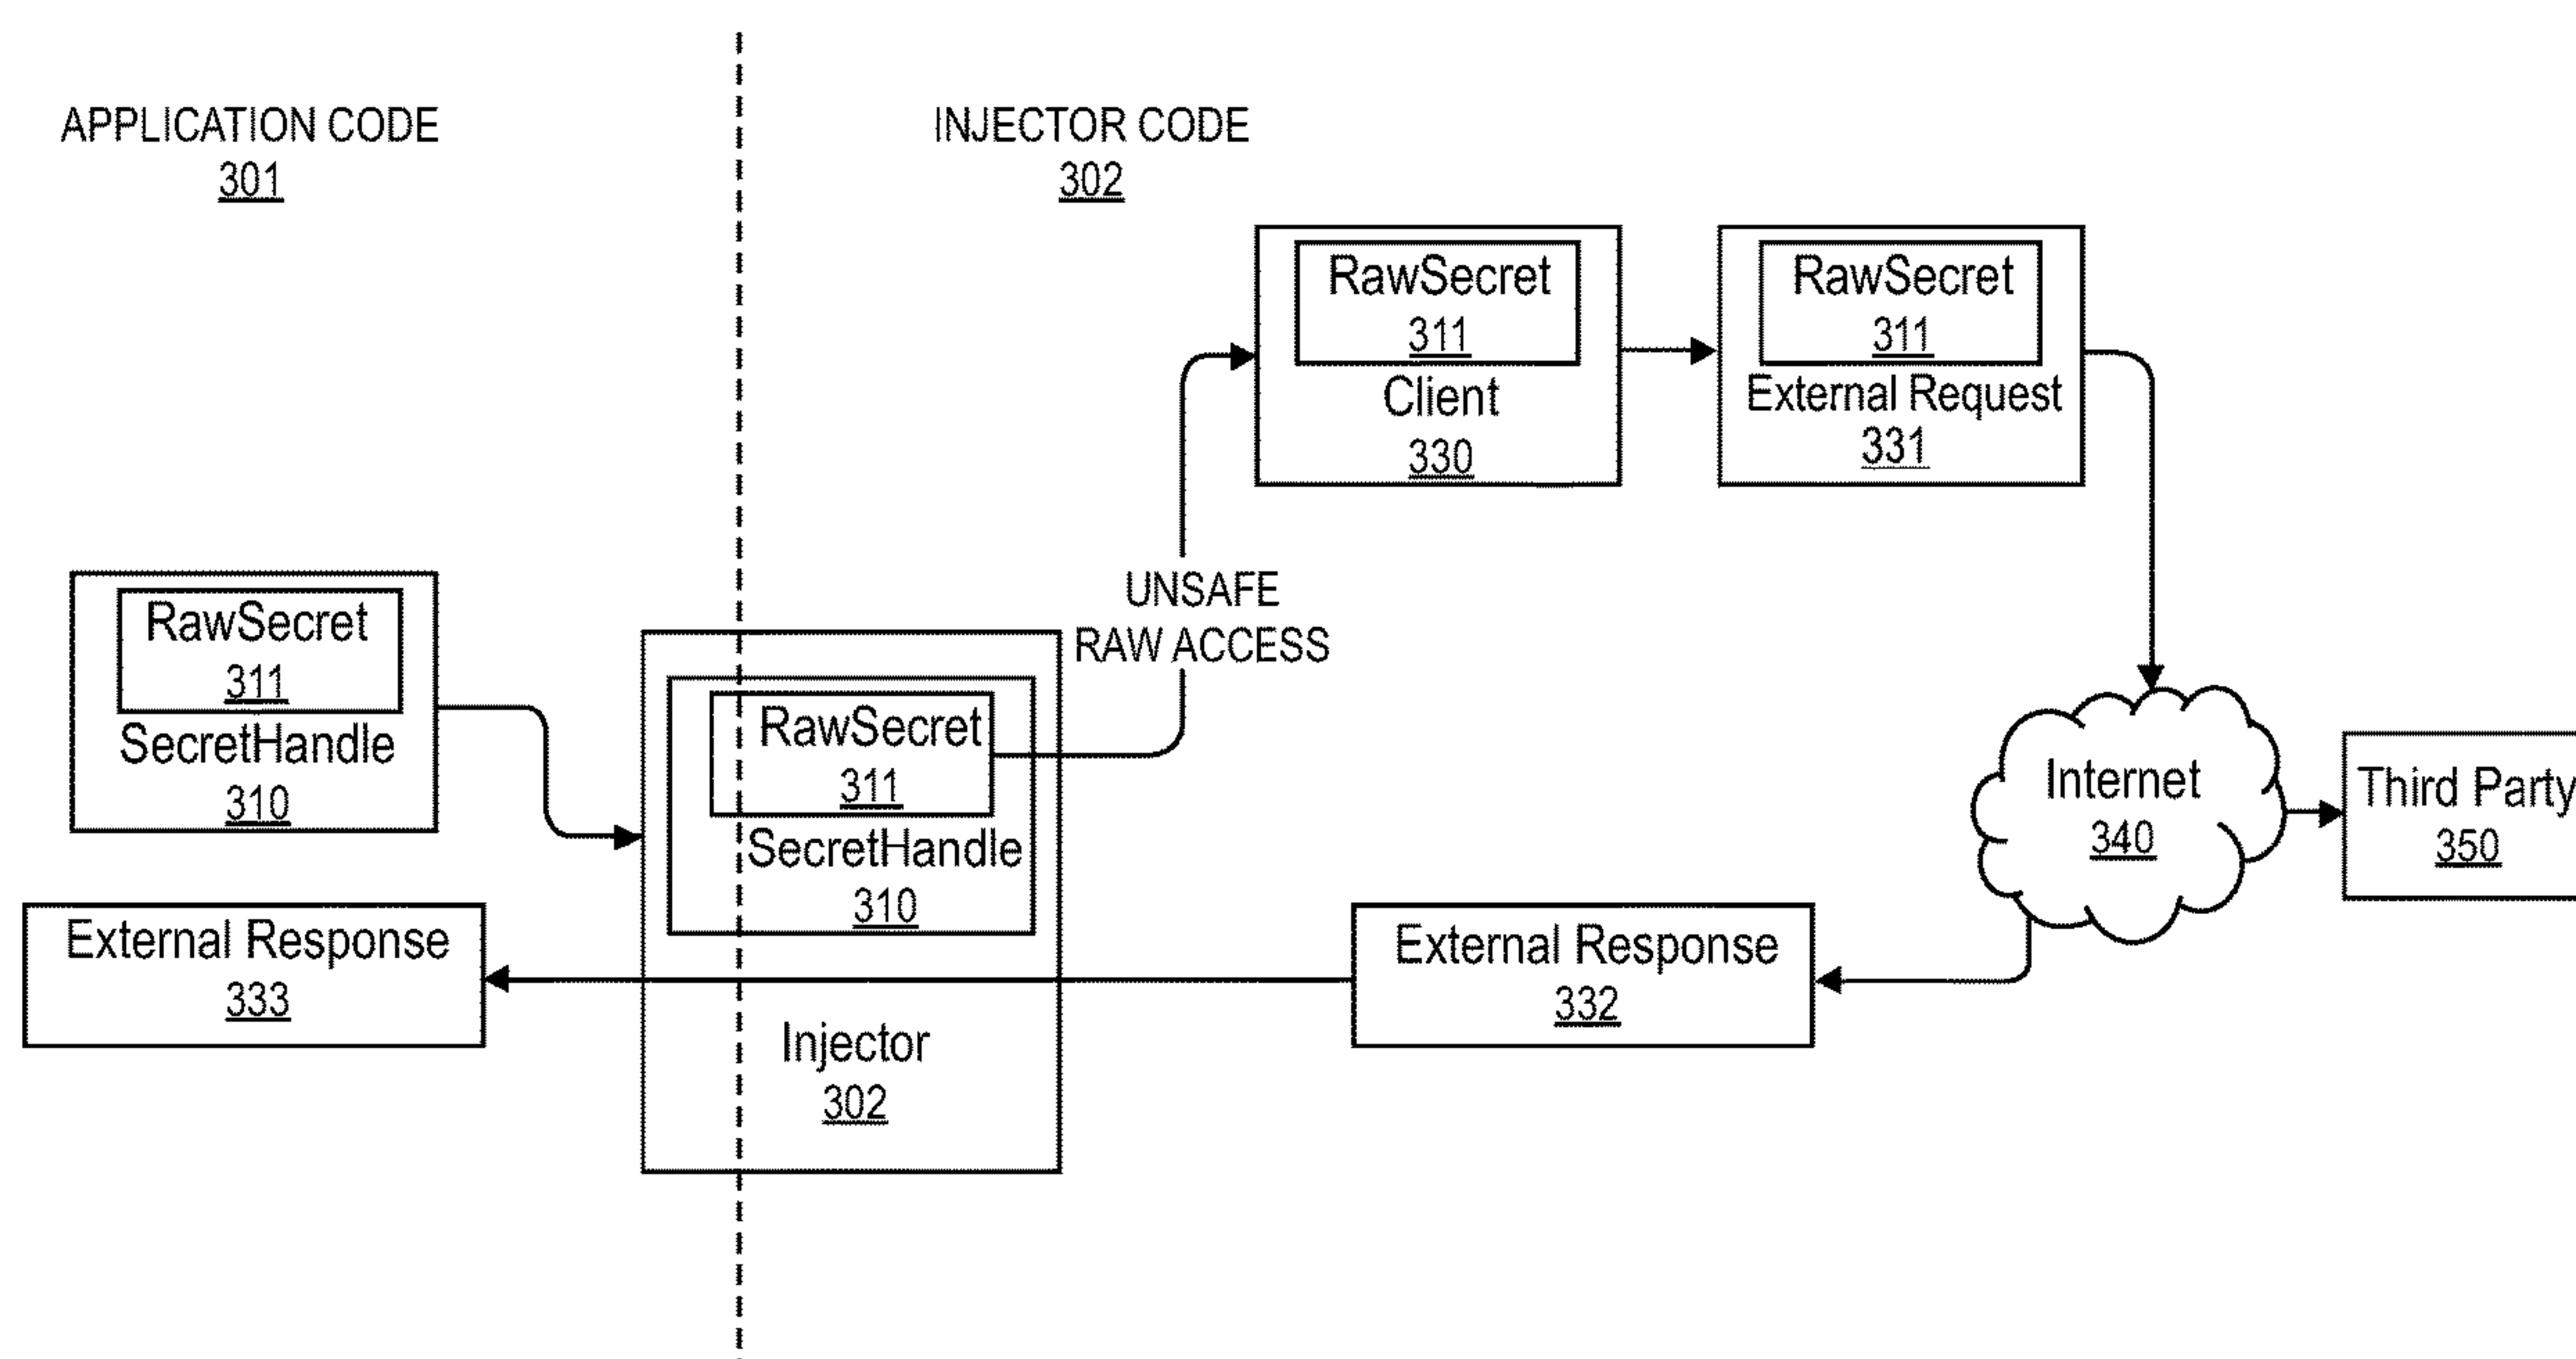 APPLICATION CODE
301
INJECTOR CODE
302
RawSecret
311
Client
330
RawSecret
311
External Request
331
UNSAFE
RAW ACCESS
RawSecret
311
SecretHandle
310
RawSecret
311
SecretHandle
310
Injector
302
Internet
340
Third Party
350
External Response
333
External Response
332